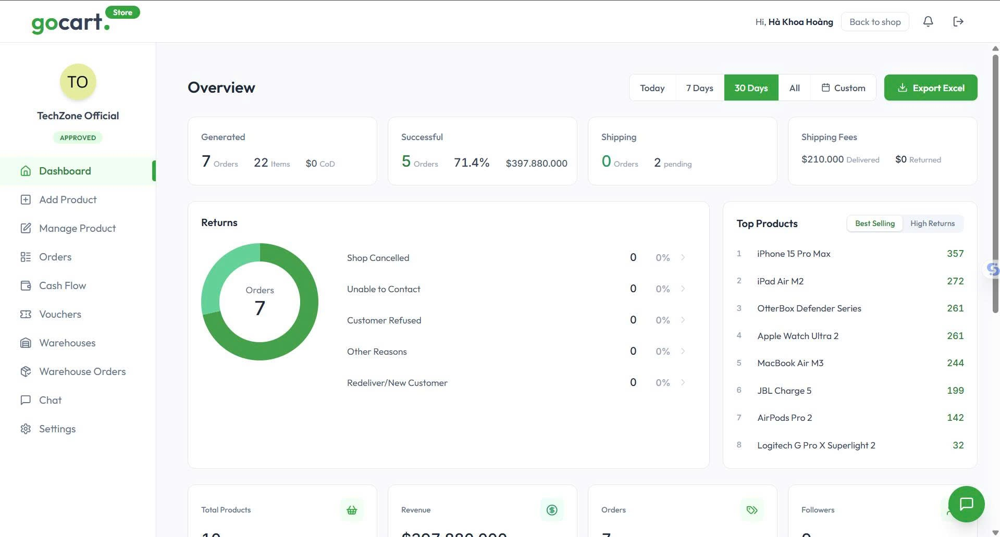 gocart.
Store
Hi, Hà Khoa Hoàng
Back to shop
TO
TechZone Official
APPROVED
Dashboard
Add Product
Manage Product
Orders
Cash Flow
Vouchers
Warehouses
Warehouse Orders
Chat
Settings
Overview
Today
7 Days
30 Days
All
Custom
Export Excel
Generated
7 Orders 22 Items $0 CoD
Successful
5 Orders 71.4% $397.880.000
Shipping
0 Orders 2 pending
Shipping Fees
$210.000 Delivered $0 Returned
Returns
Orders
7
Shop Cancelled 0 0%
Unable to Contact 0 0%
Customer Refused 0 0%
Other Reasons 0 0%
Redeliver/New Customer 0 0%
Top Products
Best Selling
High Returns
1 iPhone 15 Pro Max 357
2 iPad Air M2 272
3 OtterBox Defender Series 261
4 Apple Watch Ultra 2 261
5 MacBook Air M3 244
6 JBL Charge 5 199
7 AirPods Pro 2 142
8 Logitech G Pro X Superlight 2 32
Total Products
Revenue
$397.880.000
Orders
7
Followers